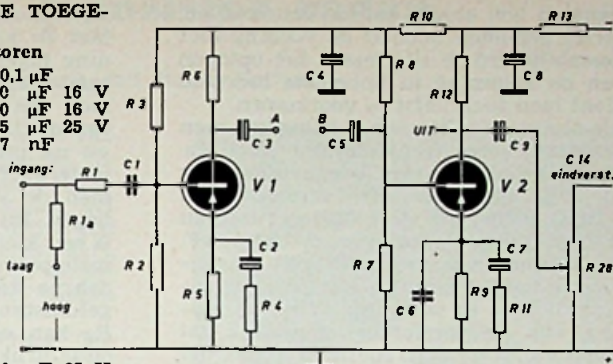 E TOEGE-
toren
0,1 µF
0 µF 16 V
0 µF 16 V
5 µF 25 V
7 nF
R 10
R 13
R 6
C 4
R 8
C 8
R 3
R 12
A
B
UIT
C 3
C 5
C 9
ingang:
R 1
C 1
V 1
V 2
C 14
eindverst.
R 1a
C 2
C 7
laag
R 2
R 7
R 28
hoog
R 5
R 4
C 6
R 9
R 11